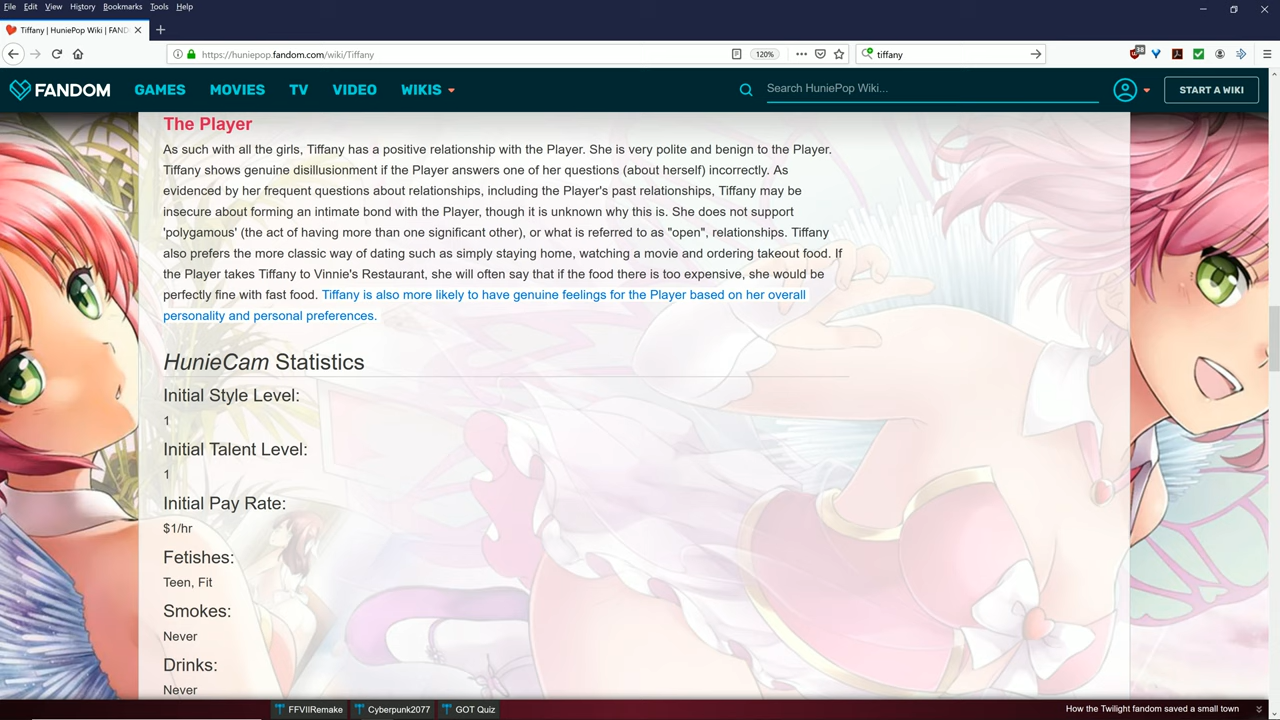 File Edit View History Bookmarks Tools Help
Tiffany | HuniePop Wiki | FAND
https://huniepop.fandom.com/wiki/Tiffany
120%
tiffany
38
FANDOM GAMES MOVIES TV VIDEO WIKIS Search HuniePop Wiki... START A WIKI
The Player
As such with all the girls, Tiffany has a positive relationship with the Player. She is very polite and benign to the Player.
Tiffany shows genuine disillusionment if the Player answers one of her questions (about herself) incorrectly. As
evidenced by her frequent questions about relationships, including the Player's past relationships, Tiffany may be
insecure about forming an intimate bond with the Player, though it is unknown why this is. She does not support
'polygamous' (the act of having more than one significant other), or what is referred to as "open", relationships. Tiffany
also prefers the more classic way of dating such as simply staying home, watching a movie and ordering takeout food. If
the Player takes Tiffany to Vinnie's Restaurant, she will often say that if the food there is too expensive, she would be
perfectly fine with fast food. Tiffany is also more likely to have genuine feelings for the Player based on her overall
personality and personal preferences.
HunieCam Statistics
Initial Style Level:
1
Initial Talent Level:
1
Initial Pay Rate:
$1/hr
Fetishes:
Teen, Fit
Smokes:
Never
Drinks:
Never
FFVIIRemake Cyberpunk2077 GOT Quiz How the Twilight fandom saved a small town